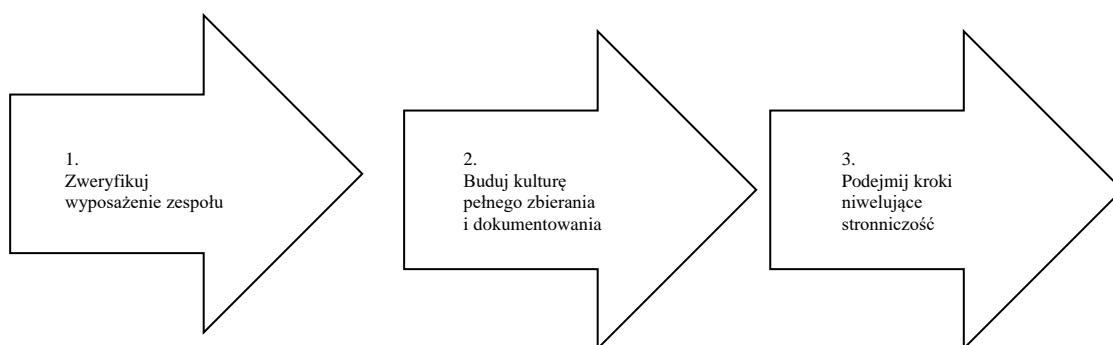 1.
Zweryfikuj
wyposażenie zespołu
2.
Buduj kulturę
pełnego zbierania
i dokumentowania
3.
Podejmij kroki
niwelujące
stronniczość